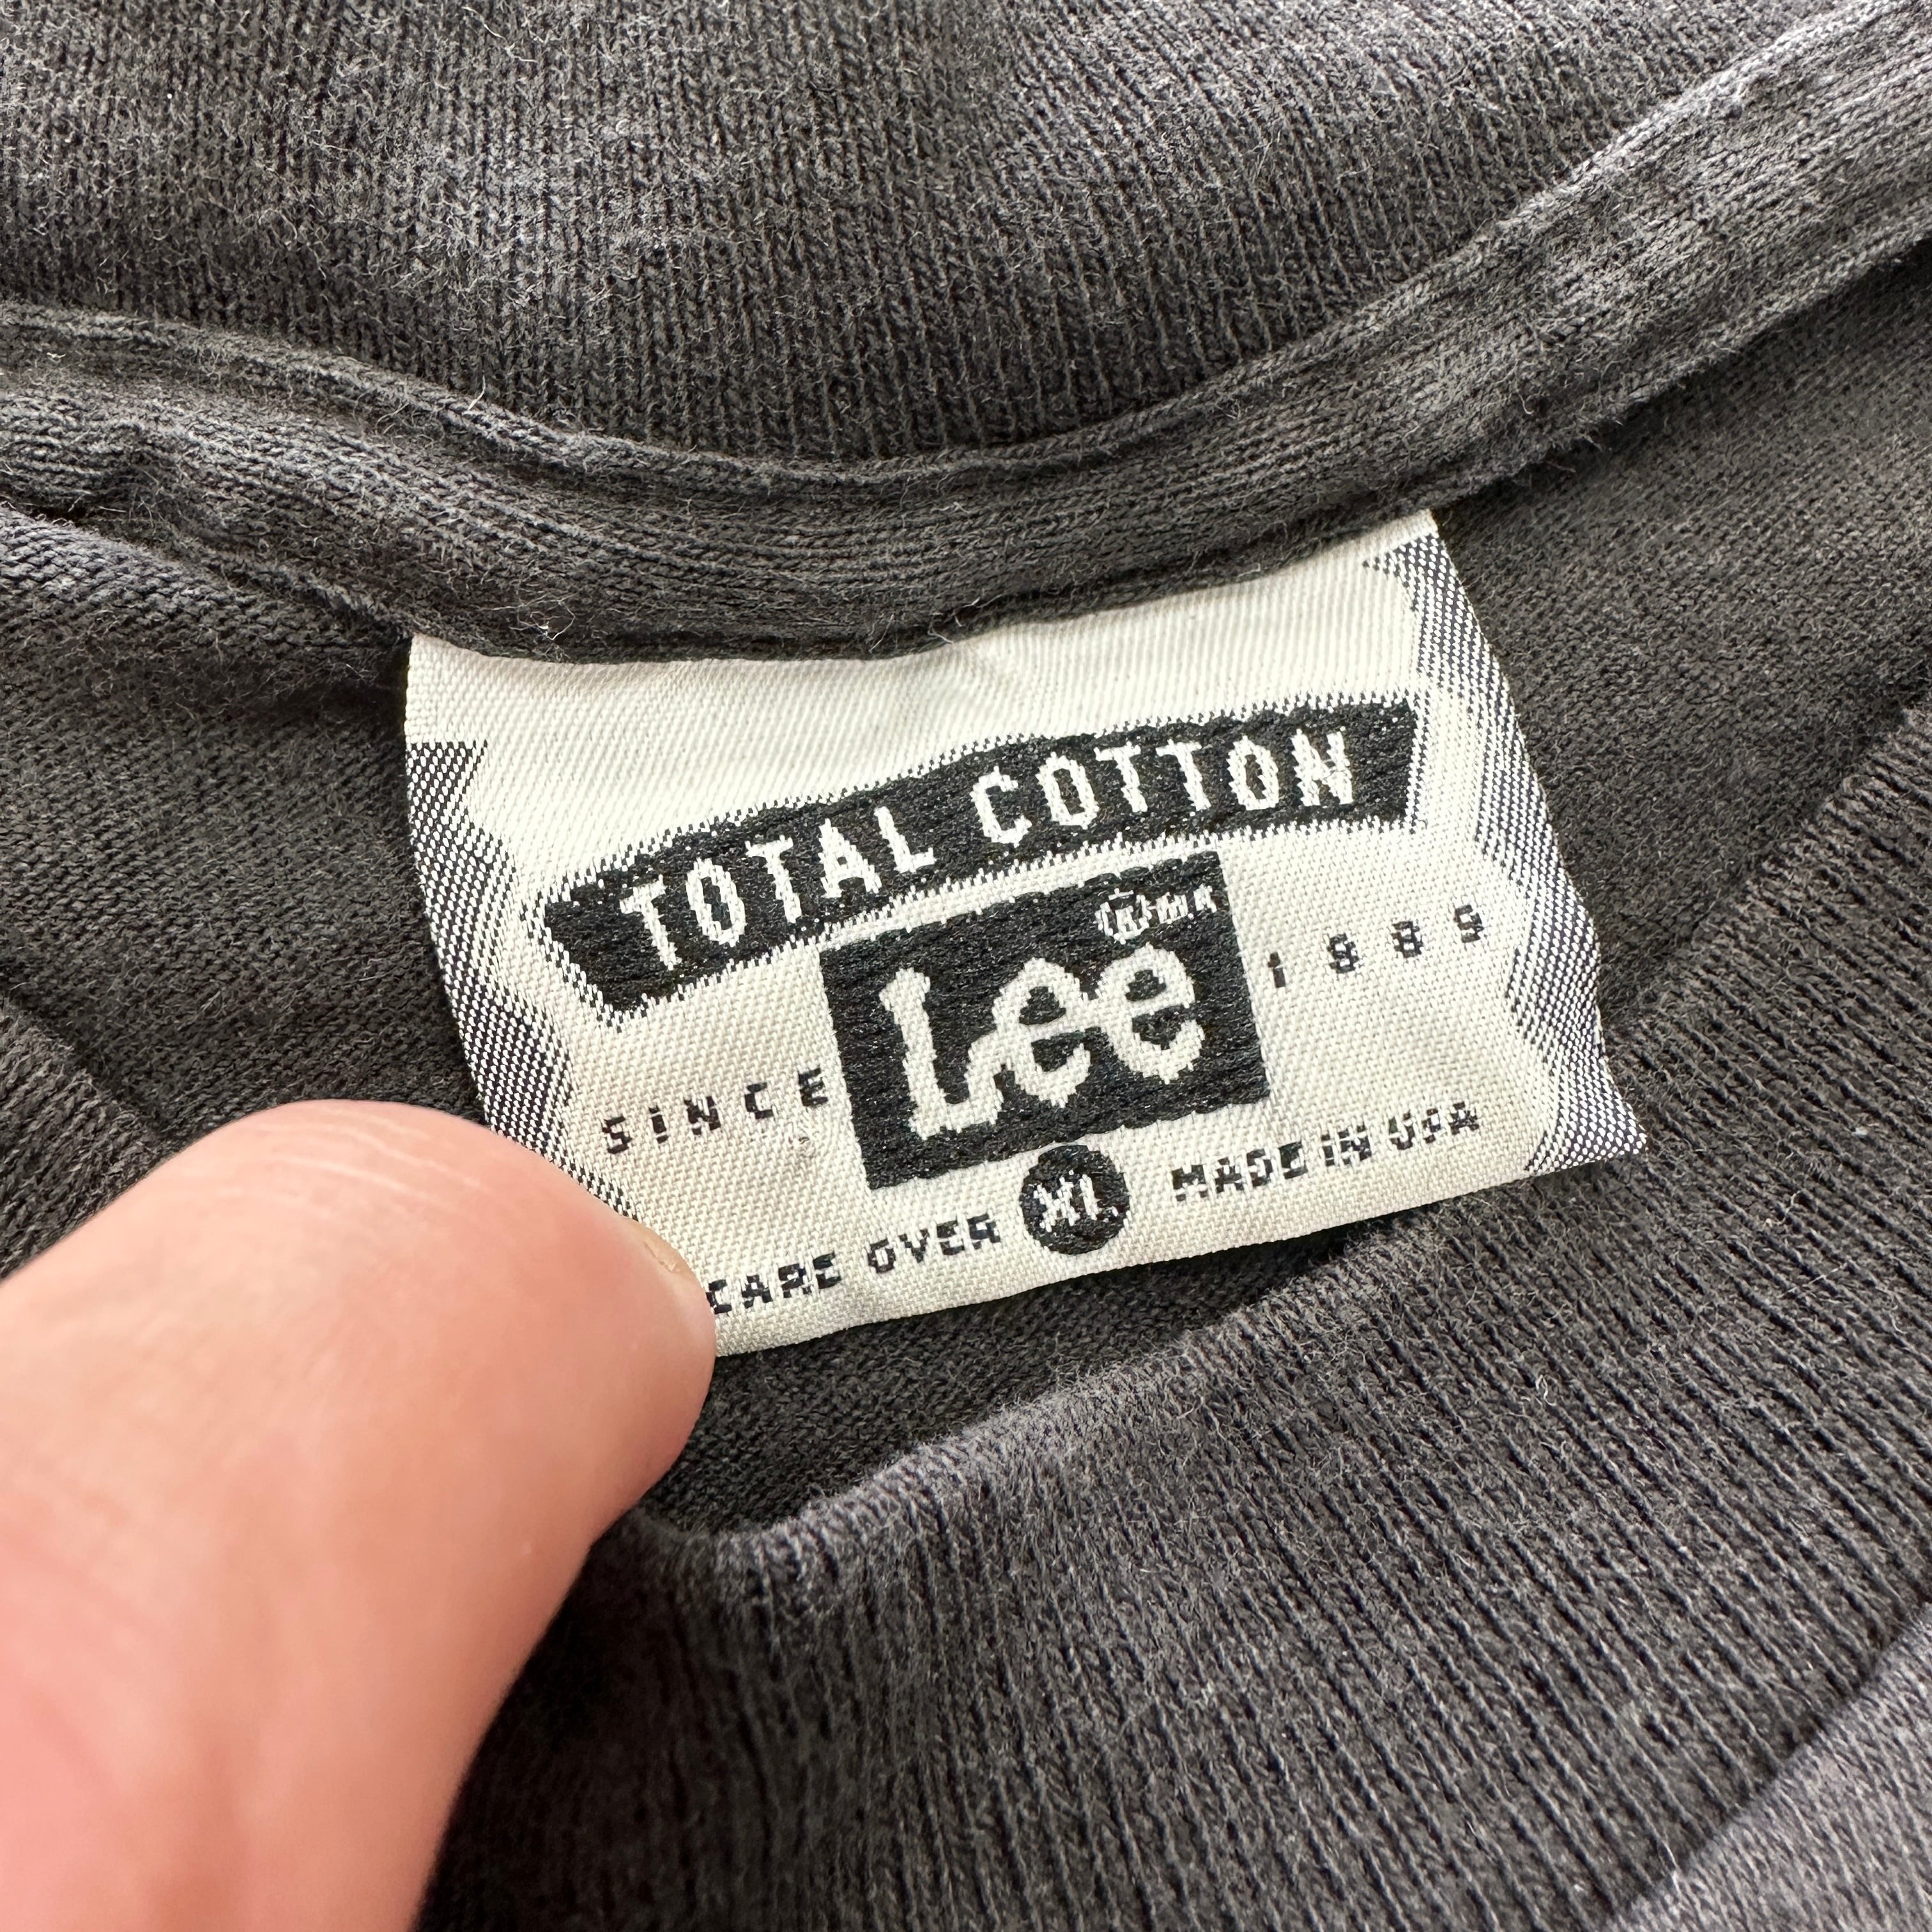 TOTAL COTTON
Lee
SINCE 1889
XL
CARE OVER MADE IN USA